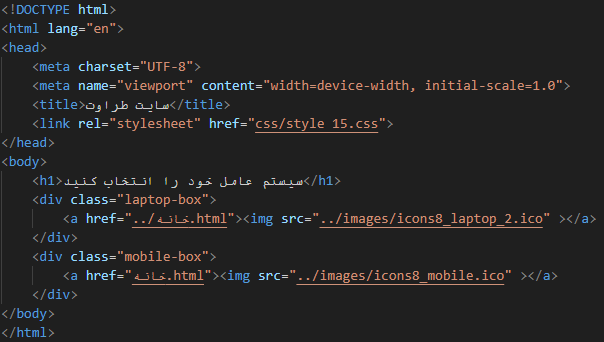 <!DOCTYPE html>
<html lang="en">
<head>
    <meta charset="UTF-8">
    <meta name="viewport" content="width=device-width, initial-scale=1.0">
    <title>سایت طراوت</title>
    <link rel="stylesheet" href="css/style 15.css">
</head>
<body>
    <h1>سیستم عامل خود را انتخاب کنید</h1>
    <div class="laptop-box">
        <a href="../خانه.html"><img src="../images/icons8_laptop_2.ico" ></a>
    </div>
    <div class="mobile-box">
        <a href="خانه.html"><img src="../images/icons8_mobile.ico" ></a>
    </div>
</body>
</html>